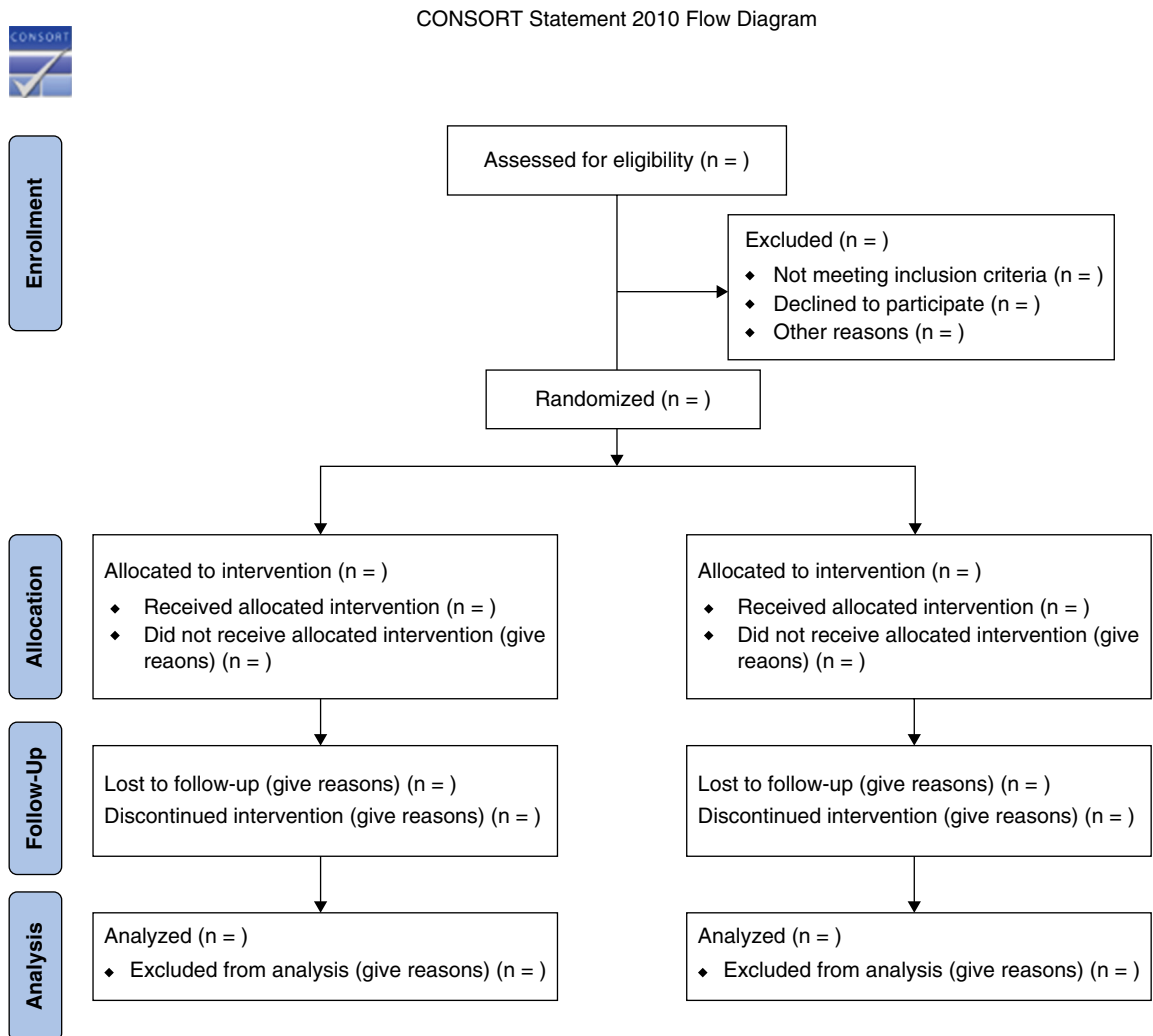 CONSORT Statement 2010 Flow Diagram
CONSORT
Enrollment
Assessed for eligibility (n = )
Excluded (n = )
◆ Not meeting inclusion criteria (n = )
◆ Declined to participate (n = )
◆ Other reasons (n = )
Randomized (n = )
Allocation
Allocated to intervention (n = )
◆ Received allocated intervention (n = )
◆ Did not receive allocated intervention (give
reaons) (n = )
Allocated to intervention (n = )
◆ Received allocated intervention (n = )
◆ Did not receive allocated intervention (give
reaons) (n = )
Follow-Up
Lost to follow-up (give reasons) (n = )
Discontinued intervention (give reasons) (n = )
Lost to follow-up (give reasons) (n = )
Discontinued intervention (give reasons) (n = )
Analysis
Analyzed (n = )
◆ Excluded from analysis (give reasons) (n = )
Analyzed (n = )
◆ Excluded from analysis (give reasons) (n = )